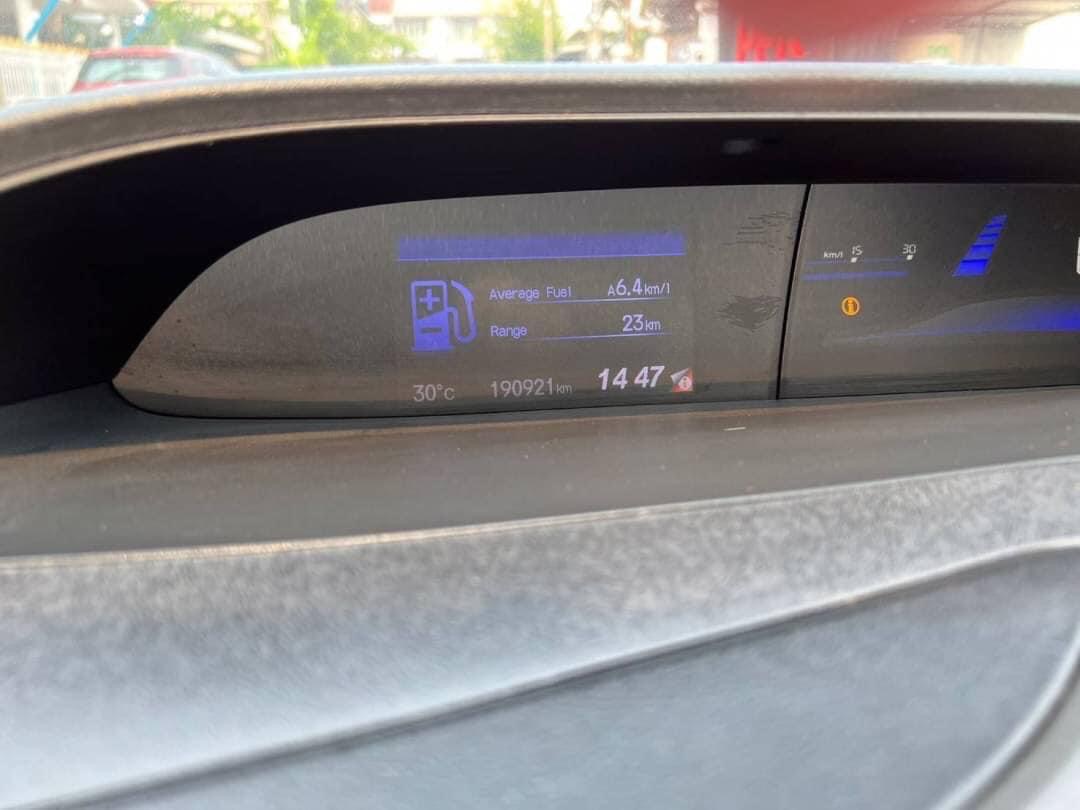 km/l 15 30
Average Fuel A6.4km/l
Range 23km
30°C 190921km 14 47